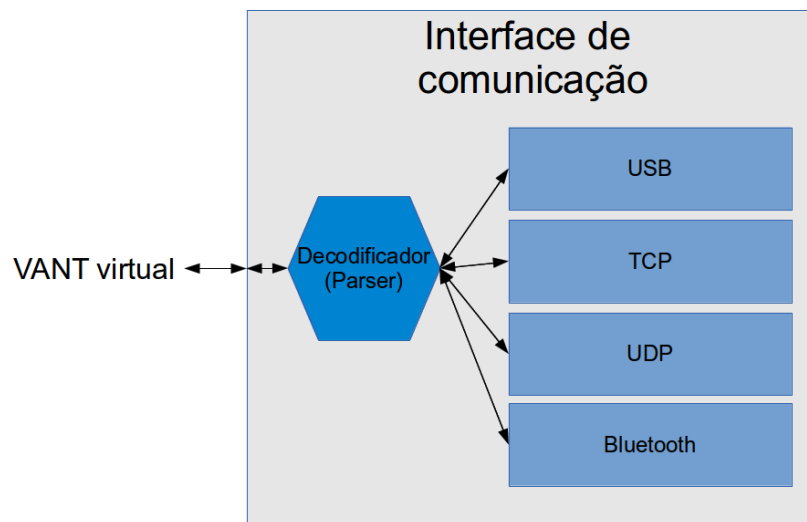 Interface de
comunicação
USB
Decodificador
(Parser)
VANT virtual
TCP
UDP
Bluetooth